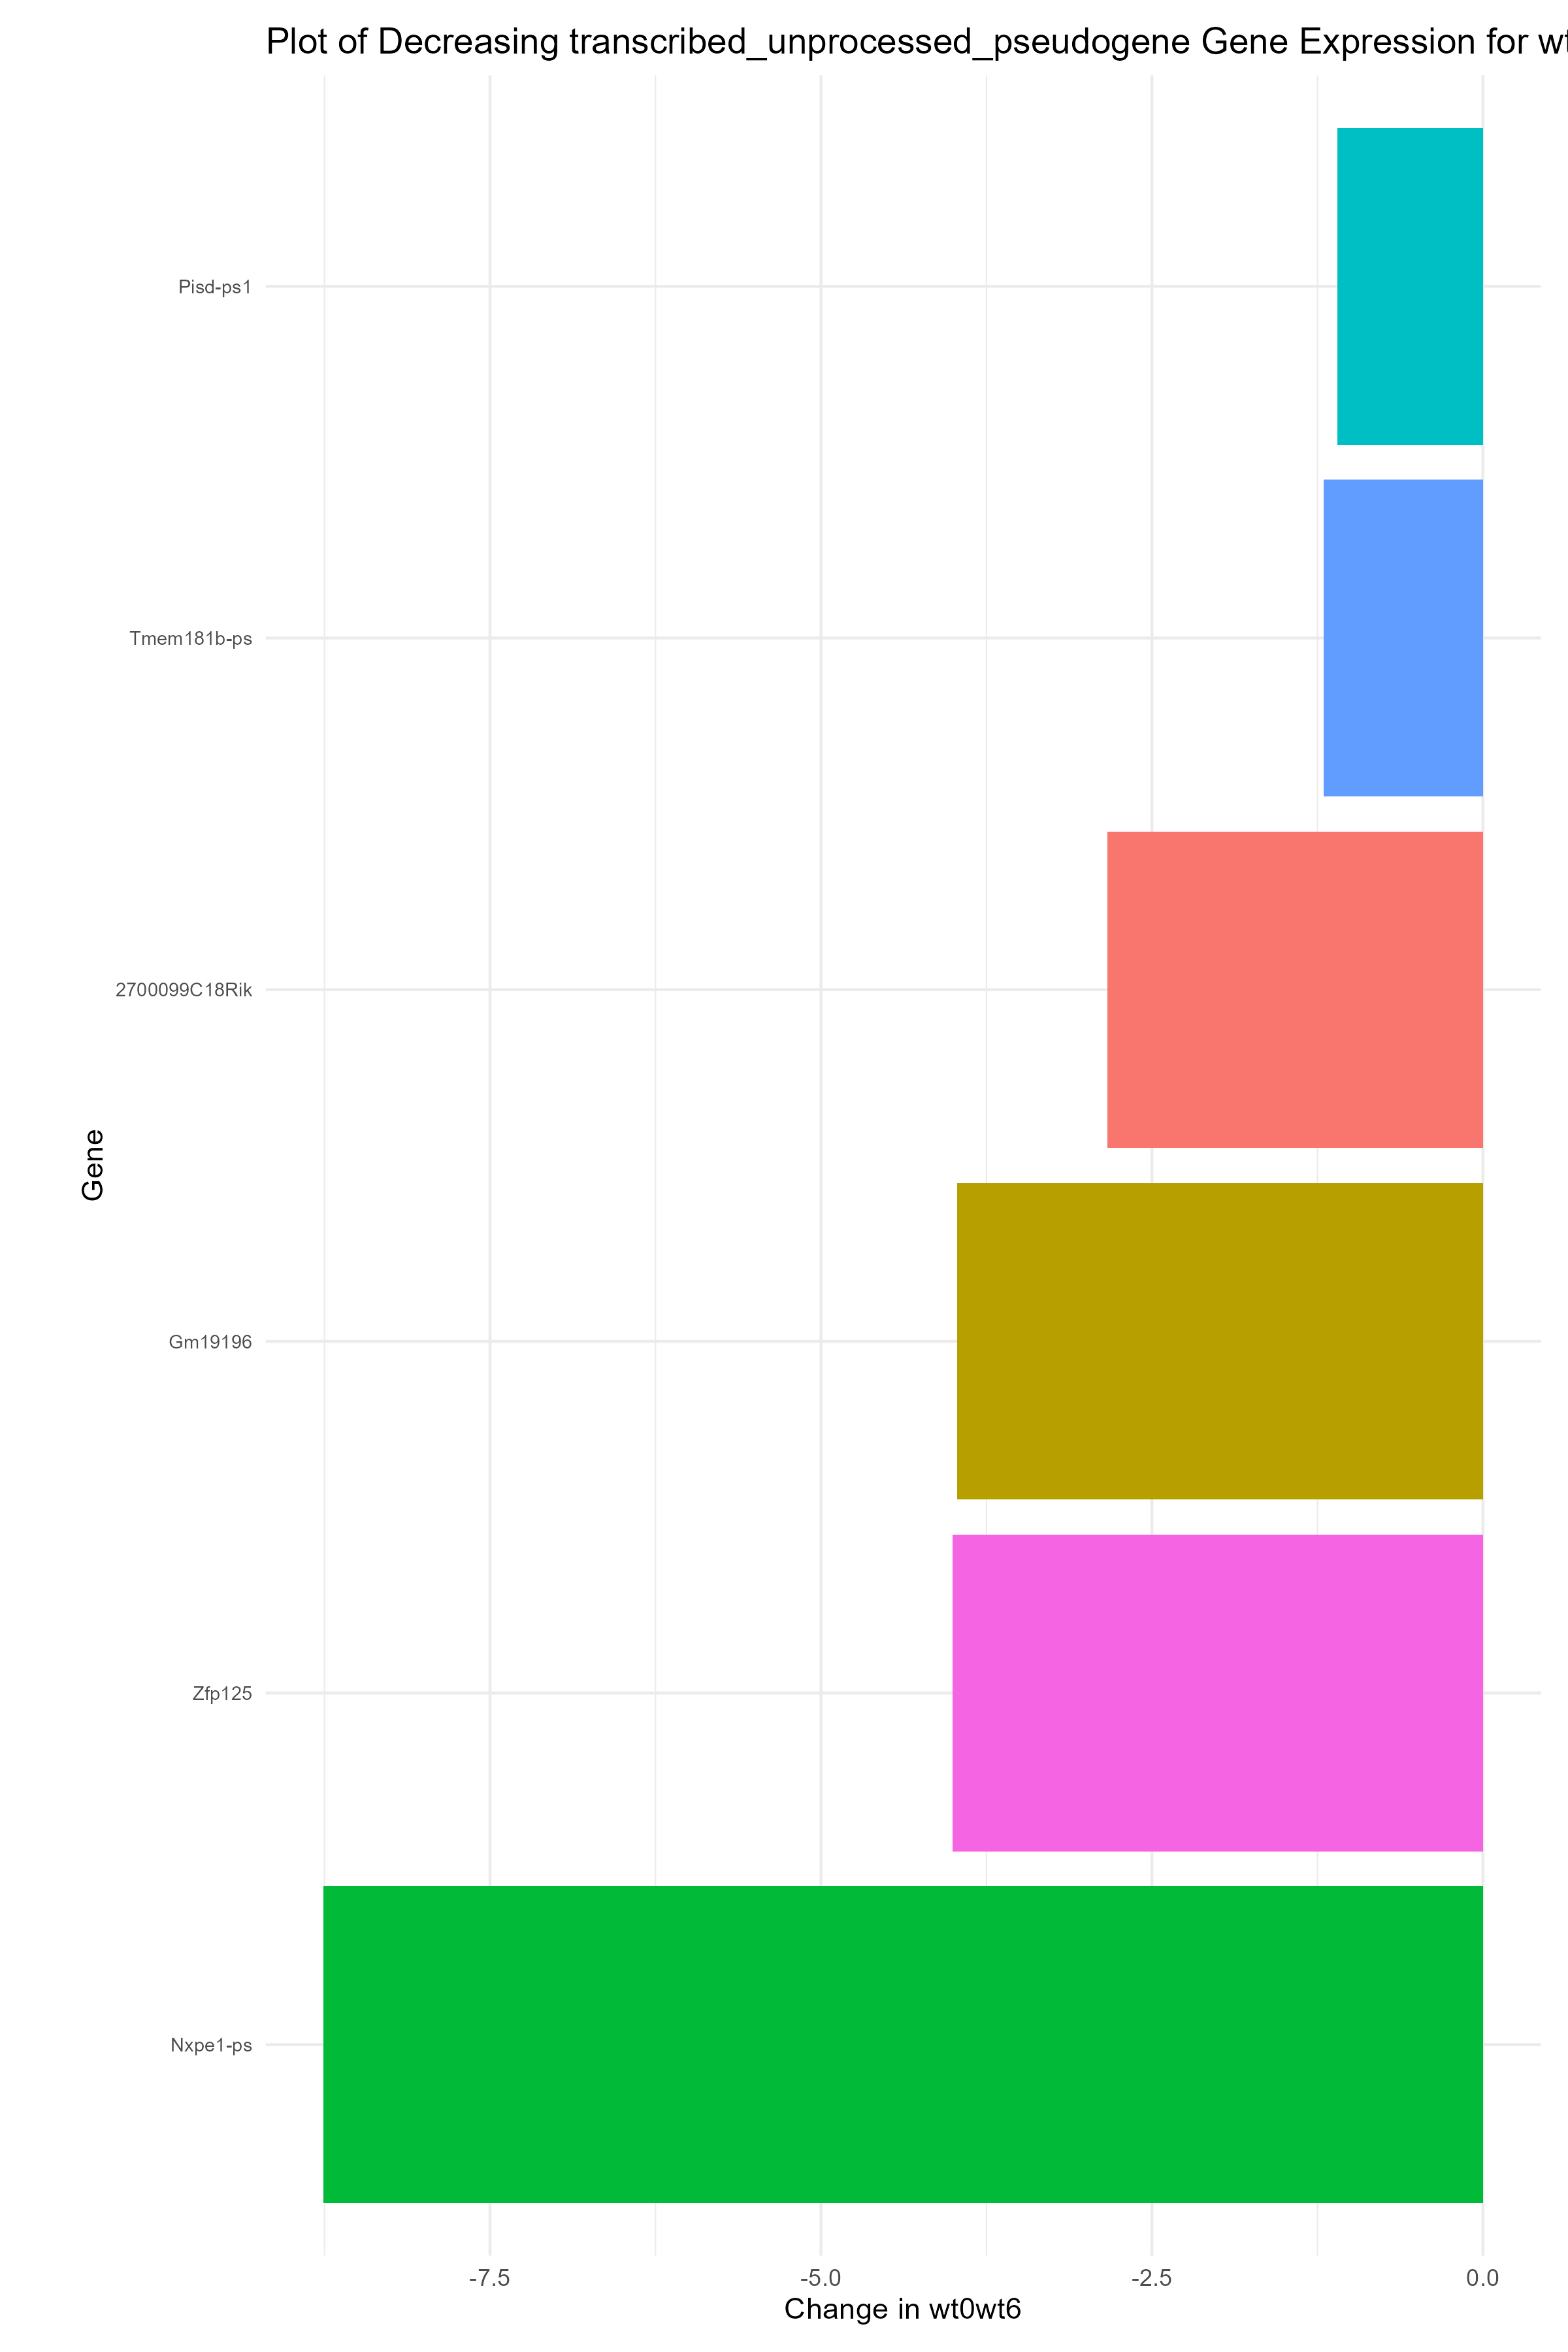 Plot of Decreasing transcribed_unprocessed_pseudogene Gene Expression for wt
Pisd-ps1
Tmem181b-ps
2700099C18Rik
Gene
Gm19196
Zfp125
Nxpe1-ps
-7.5 -5.0 -2.5 0.0
Change in wt0wt6